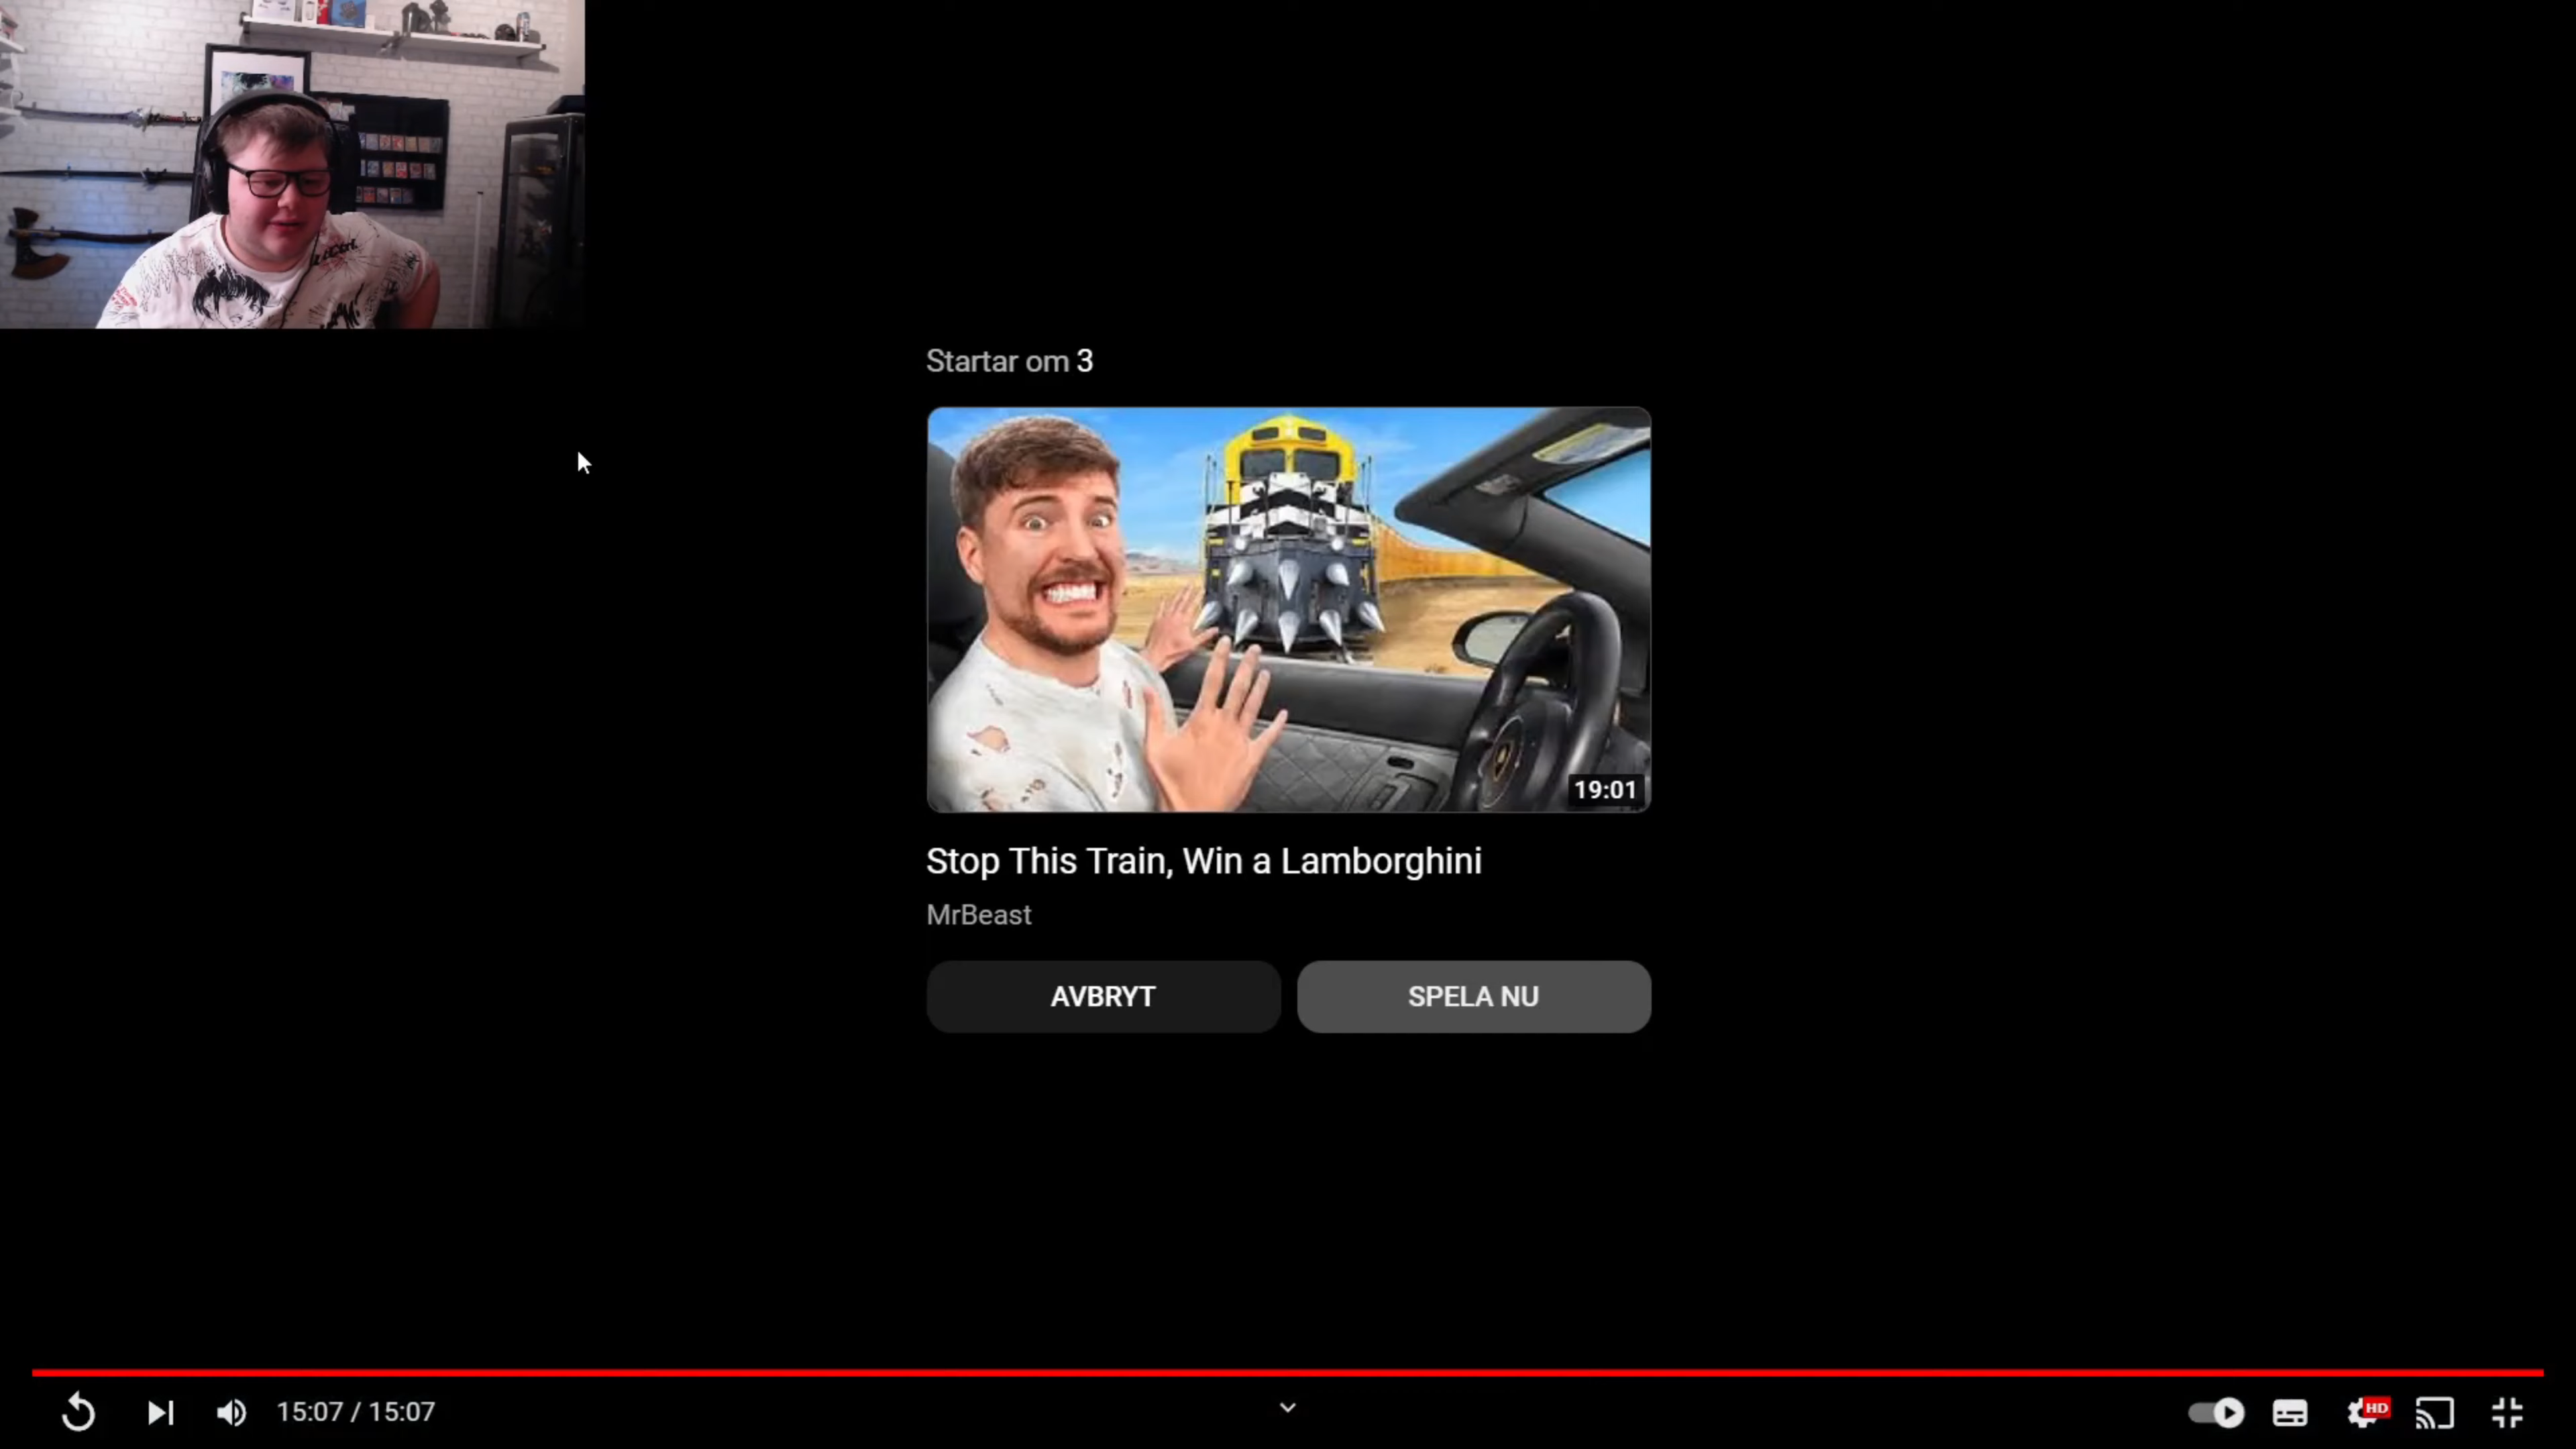 Startar om 3
19:01
Stop This Train, Win a Lamborghini
MrBeast
AVBRYT
SPELA NU
15:07 / 15:07
HD